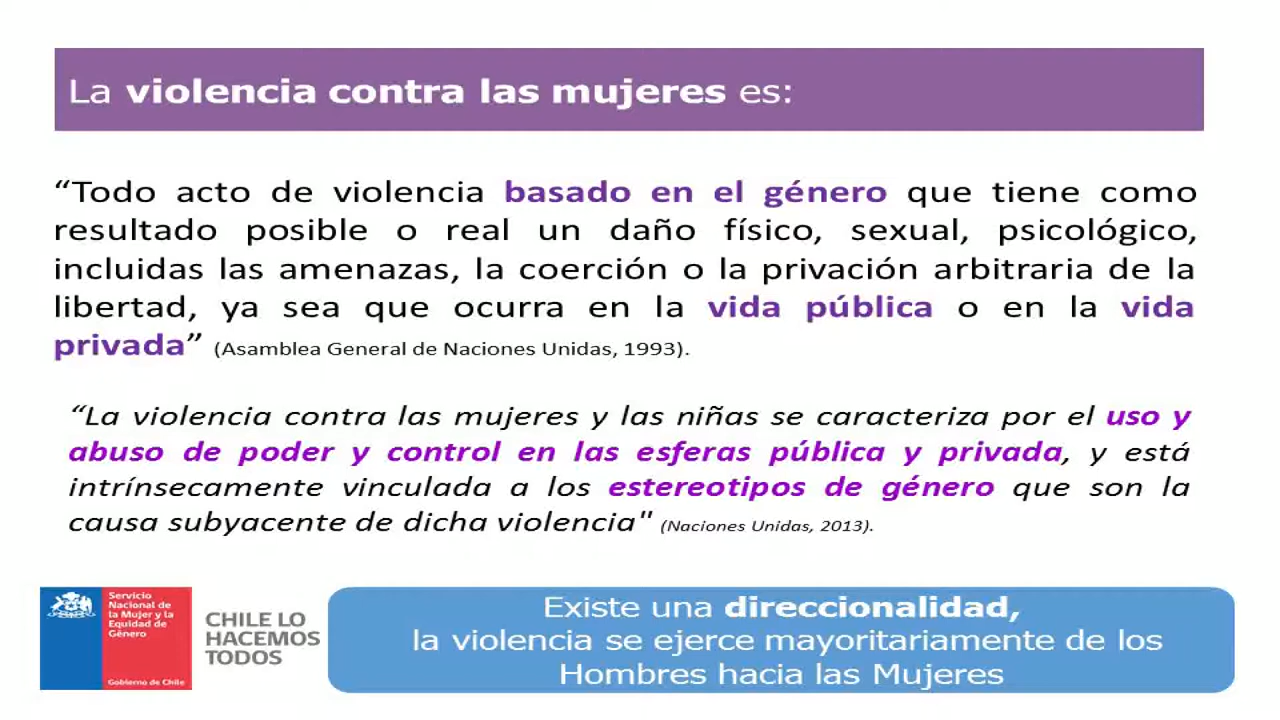 La violencia contra las mujeres es:
“Todo acto de violencia basado en el género que tiene como
resultado posible o real un daño físico, sexual, psicológico,
incluidas las amenazas, la coerción o la privación arbitraria de la
libertad, ya sea que ocurra en la vida pública o en la vida
privada” (Asamblea General de Naciones Unidas, 1993).
“La violencia contra las mujeres y las niñas se caracteriza por el uso y
abuso de poder y control en las esferas pública y privada, y está
intrínsecamente vinculada a los estereotipos de género que son la
causa subyacente de dicha violencia" (Naciones Unidas, 2013).
Servicio
Nacional de
la Mujer y la
Equidad de
Género
Gobierno de Chile
CHILE LO
HACEMOS
TODOS
Existe una direccionalidad,
la violencia se ejerce mayoritariamente de los
Hombres hacia las Mujeres